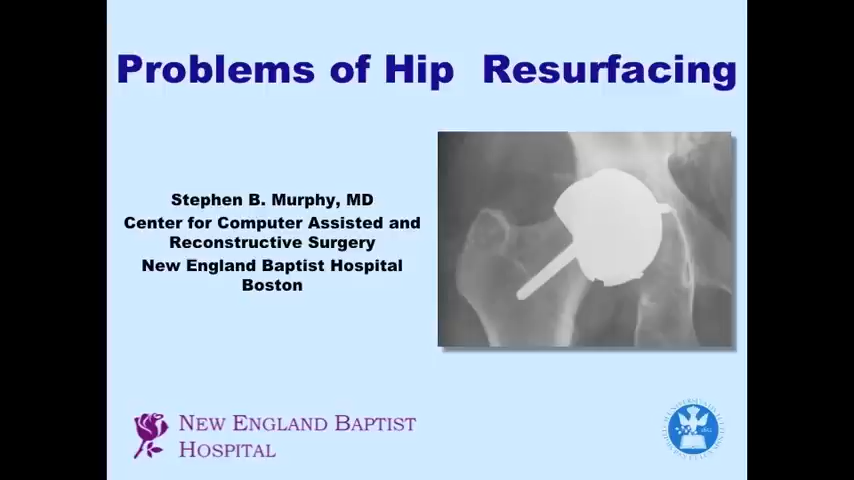 Problems of Hip Resurfacing
Stephen B. Murphy, MD
Center for Computer Assisted and
Reconstructive Surgery
New England Baptist Hospital
Boston
NEW ENGLAND BAPTIST
HOSPITAL